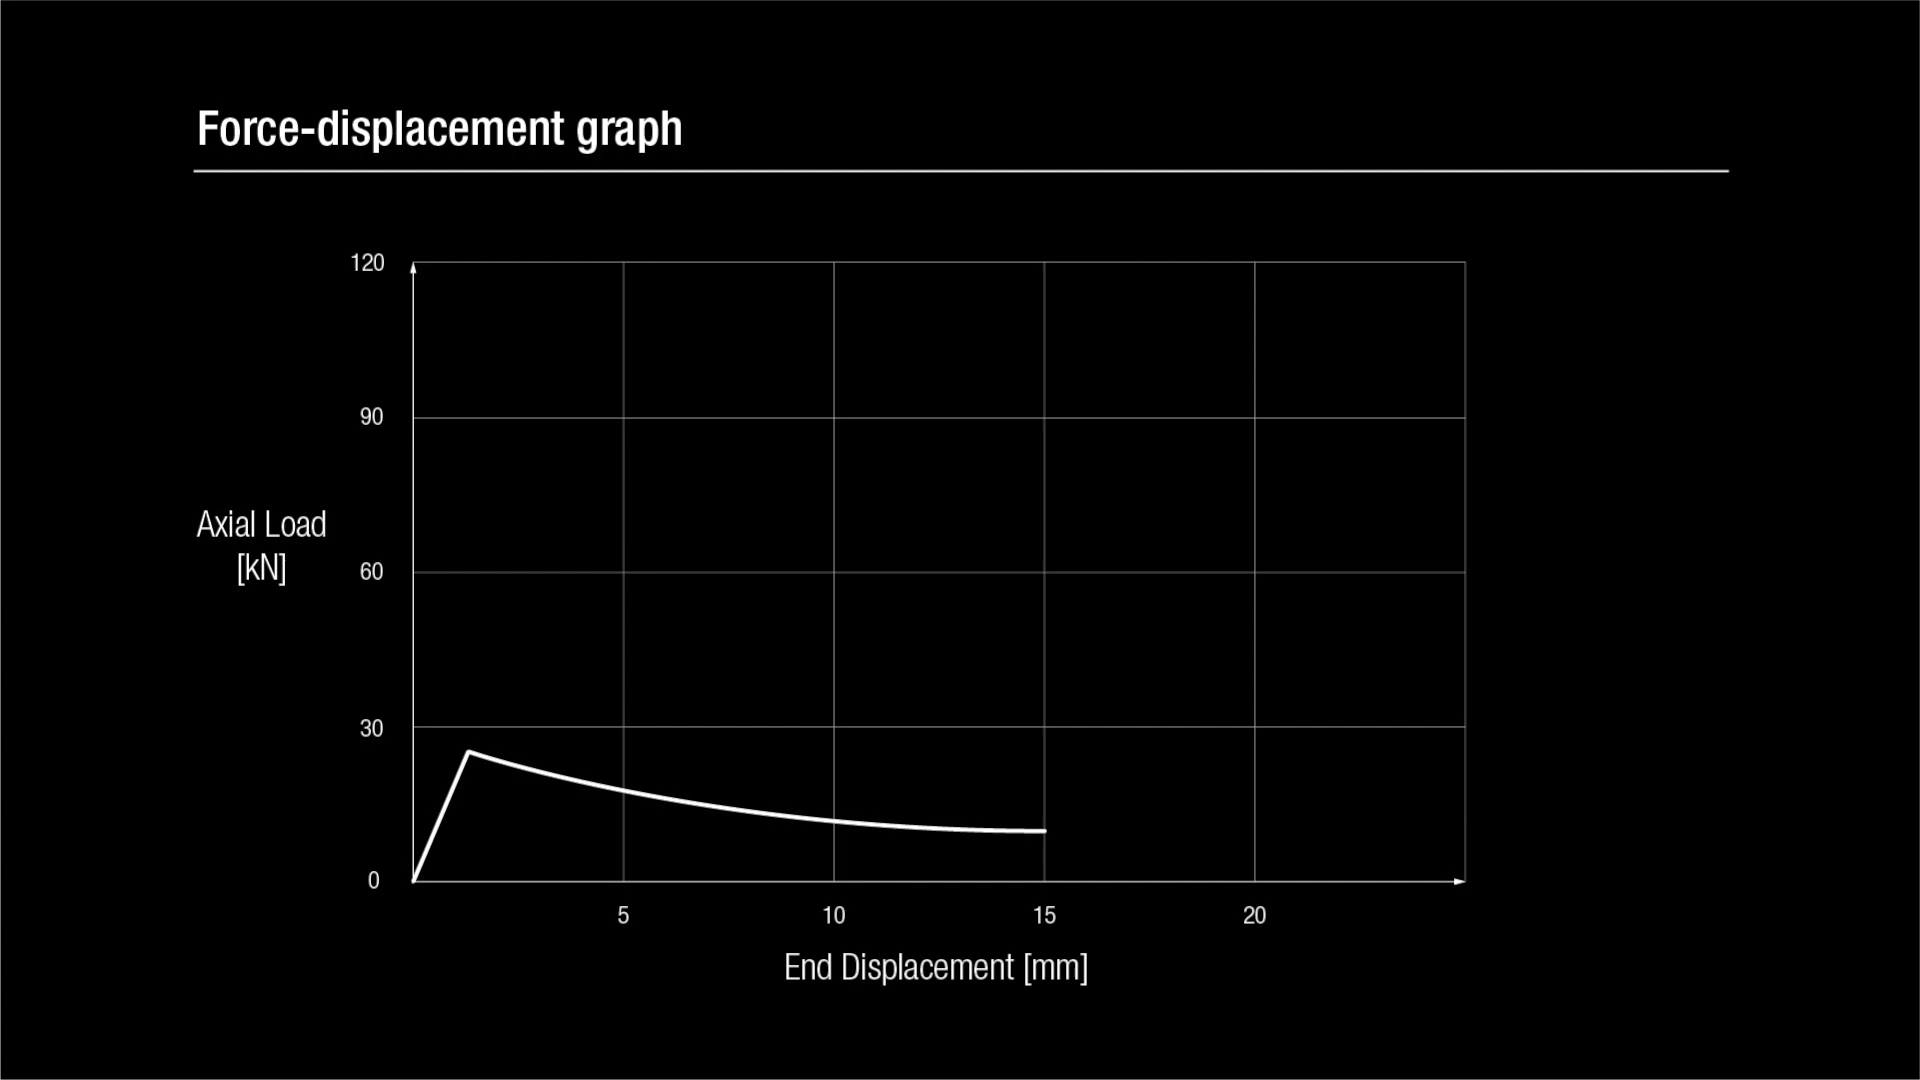 Force-displacement graph
120
90
Axial Load
[kN]
60
30
0
5 10 15 20
End Displacement [mm]